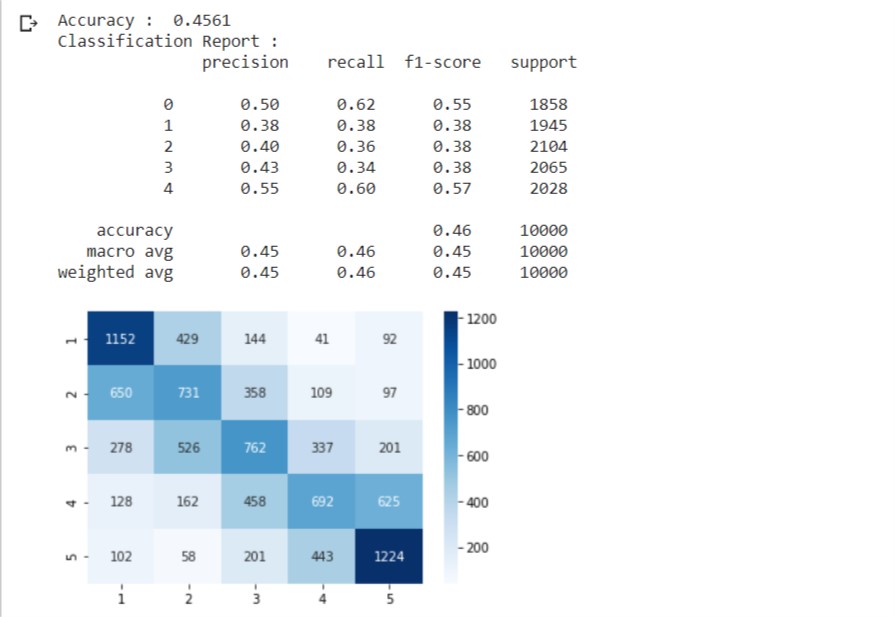 Accuracy :  0.4561
Classification Report :
precision recall f1-score support
0 0.50 0.62 0.55 1858
1 0.38 0.38 0.38 1945
2 0.40 0.36 0.38 2104
3 0.43 0.34 0.38 2065
4 0.55 0.60 0.57 2028
accuracy 0.46 10000
macro avg 0.45 0.46 0.45 10000
weighted avg 0.45 0.46 0.45 10000
1 1152 429 144 41 92
2 650 731 358 109 97
3 278 526 762 337 201
4 128 162 458 692 625
5 102 58 201 443 1224
1 2 3 4 5
1200
1000
800
600
400
200